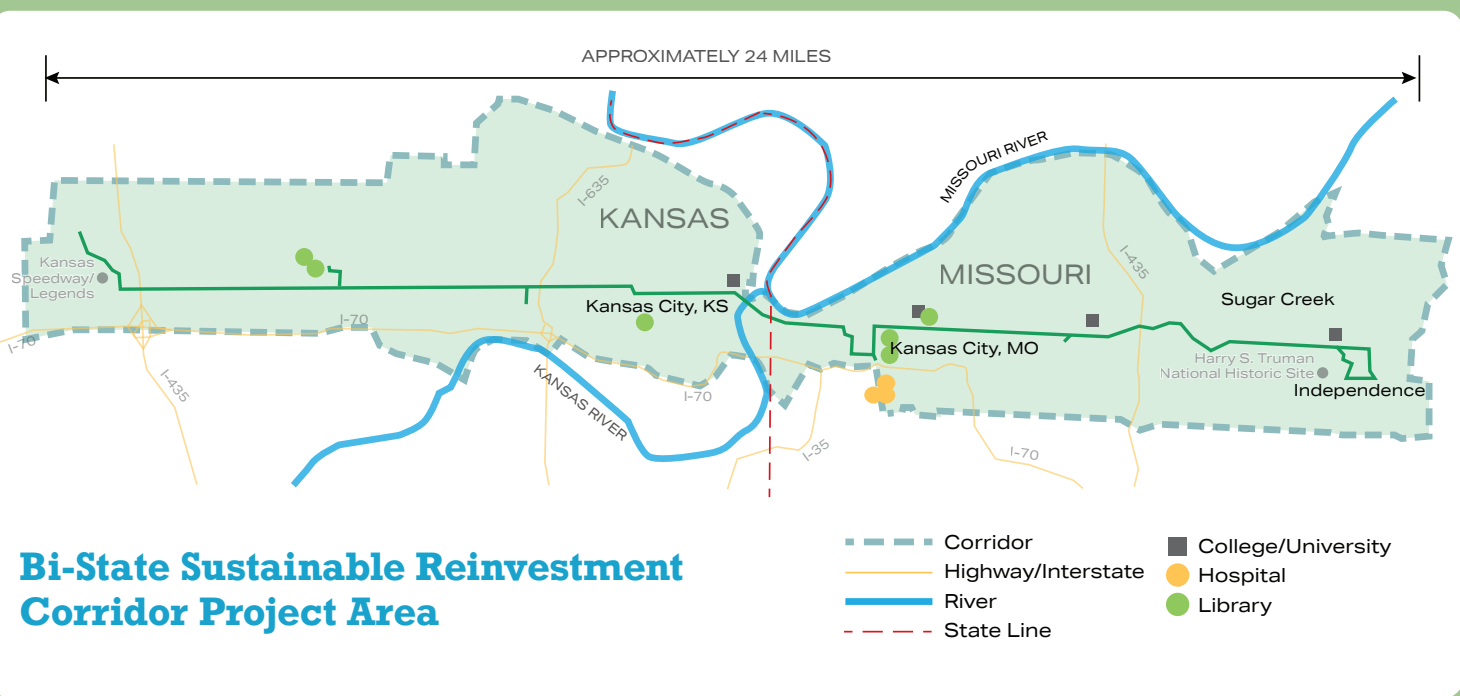 APPROXIMATELY 24 MILES
MISSOURI RIVER
I-635
KANSAS
Kansas
Speedway/
Legends
MISSOURI
I-435
Sugar Creek
Kansas City, KS
I-70
I-70
Kansas City, MO
Harry S. Truman
National Historic Site
Independence
I-435
KANSAS RIVER
I-70
I-35
I-70
Bi-State Sustainable Reinvestment
Corridor Project Area
Corridor
Highway/Interstate
River
State Line
College/University
Hospital
Library